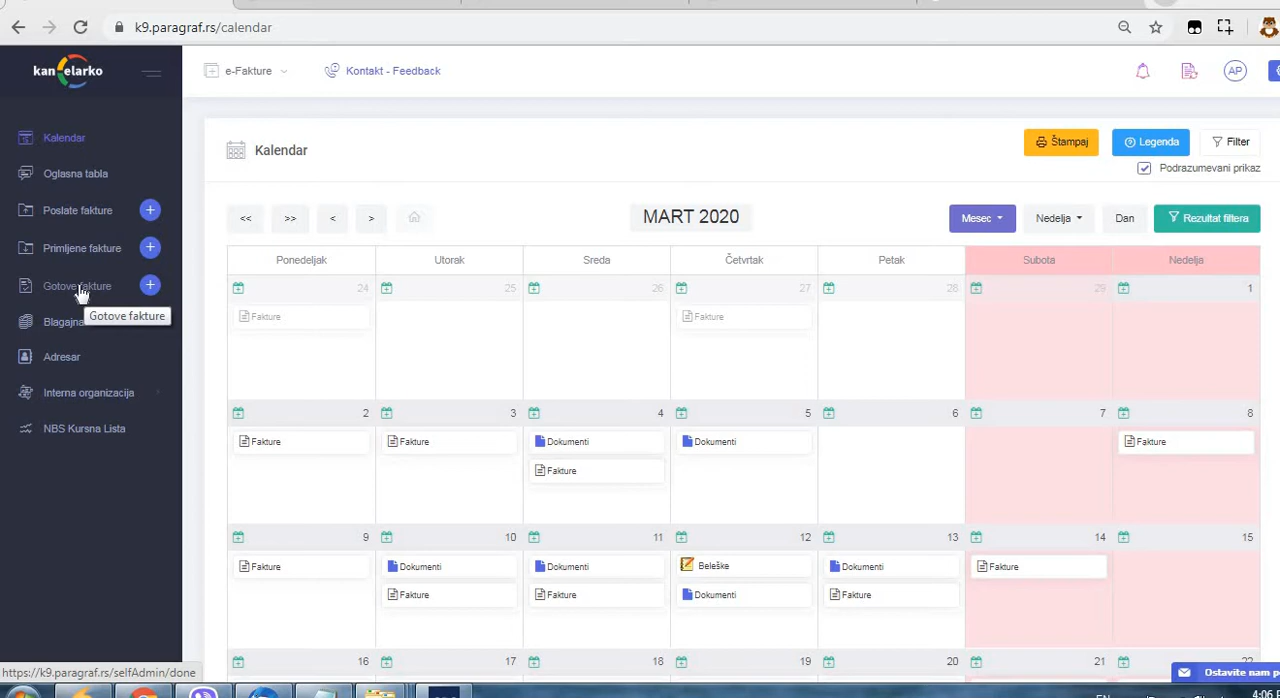 k9.paragraf.rs/calendar
kancelarko
e-Fakture
Kontakt - Feedback
AP
Kalendar
Oglasna tabla
Poslate fakture
Primljene fakture
Gotove fakture
Gotove fakture
Blagajna
Adresar
Interna organizacija
NBS Kursna Lista
Kalendar
Štampaj
Legenda
Filter
Podrazumevani prikaz
<< >> < >
MART 2020
Mesec
Nedelja
Dan
Rezultat filtera
Ponedeljak Utorak Sreda Četvrtak Petak Subota Nedelja
24 25 26 27 28 29 1
Fakture Fakture
2 3 4 5 6 7 8
Fakture Fakture Dokumenti Dokumenti Fakture
Fakture
9 10 11 12 13 14 15
Fakture Dokumenti Dokumenti Beleške Dokumenti Fakture
Fakture Fakture Dokumenti Fakture
16 17 18 19 20 21 22
https://k9.paragraf.rs/selfAdmin/done
Ostavite nam p